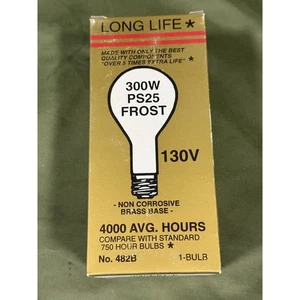 LONG LIFE *
MADE WITH ONLY THE BEST
QUALITY COMPONENTS
"OVER 5 TIMES EXTRA LIFE" *
300W
PS25
FROST
130V
- NON CORROSIVE
BRASS BASE -
4000 AVG. HOURS
COMPARE WITH STANDARD
750 HOUR BULBS *
No. 482B
1-BULB